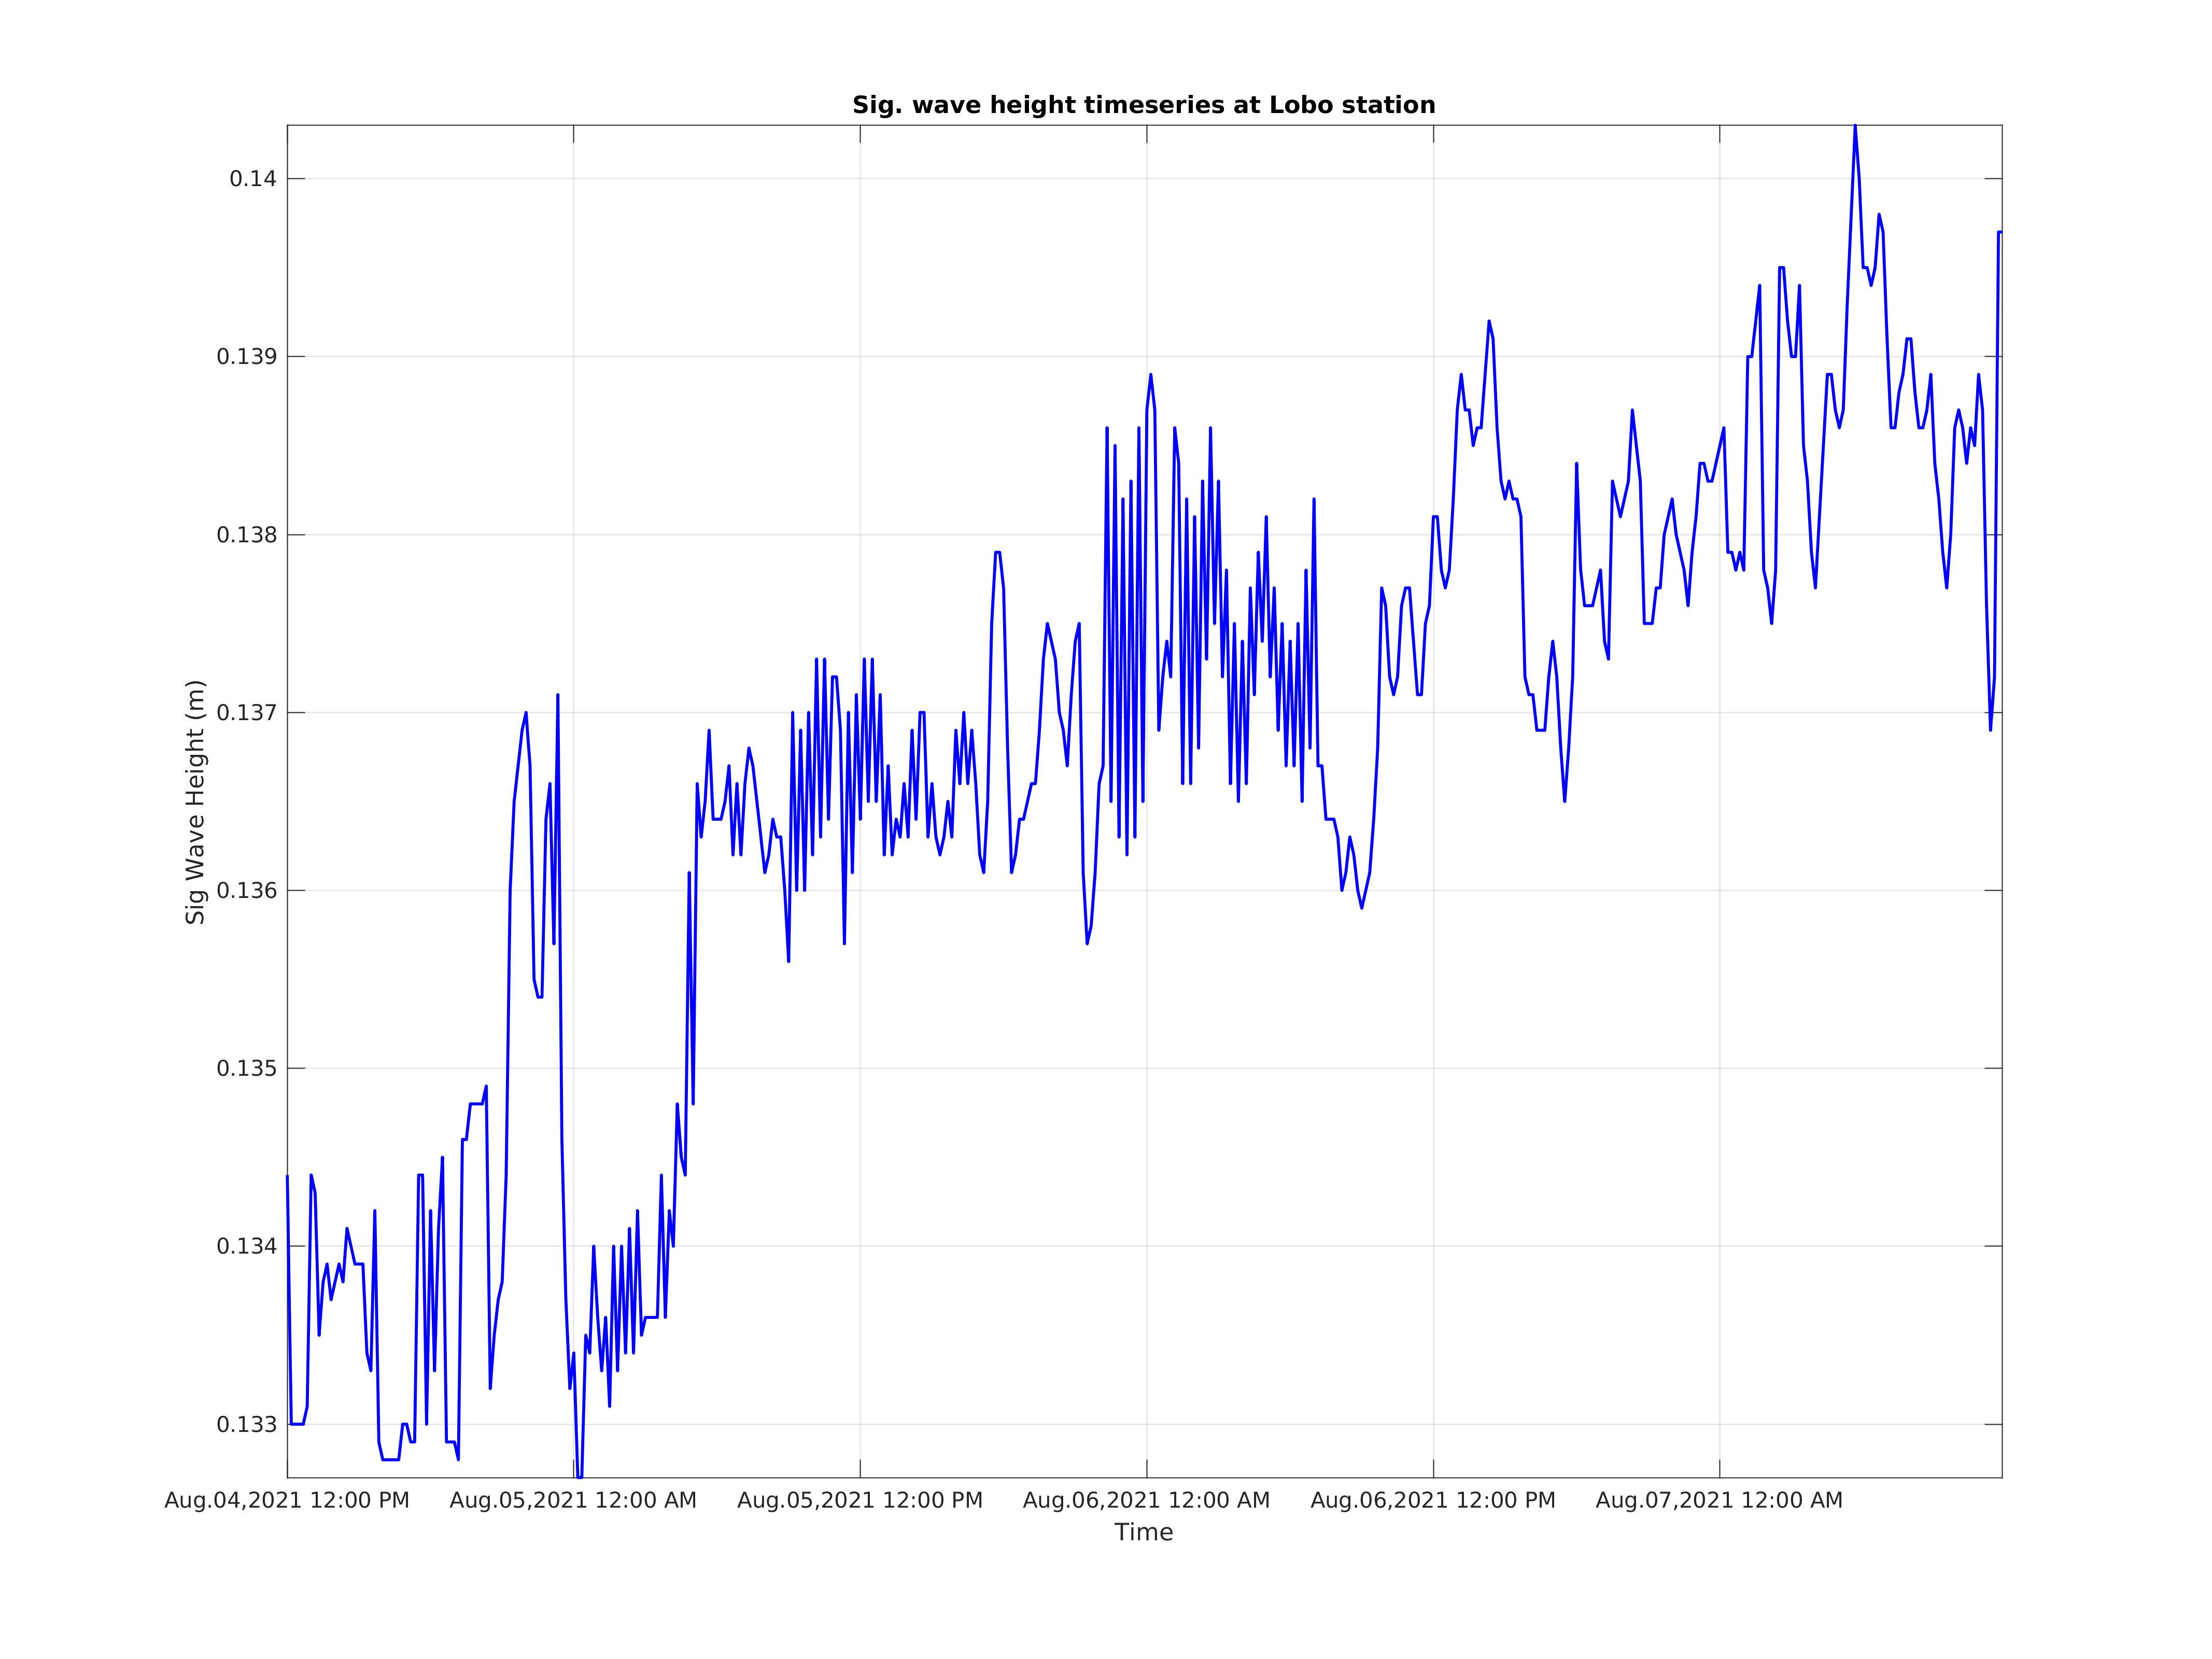 Sig. wave height timeseries at Lobo station
0.14
0.139
0.138
0.137
0.136
0.135
0.134
0.133
Sig Wave Height (m)
Aug.04,2021 12:00 PM Aug.05,2021 12:00 AM Aug.05,2021 12:00 PM Aug.06,2021 12:00 AM Aug.06,2021 12:00 PM Aug.07,2021 12:00 AM
Time